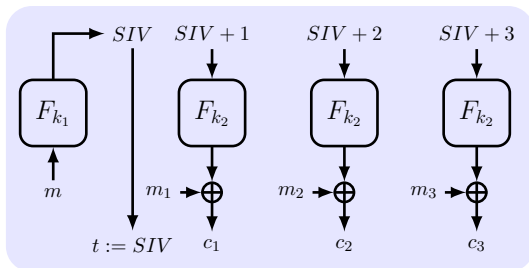 SIV SIV + 1 SIV + 2 SIV + 3
F_{k_1} F_{k_2} F_{k_2} F_{k_2}
m m_1 m_2 m_3
t := SIV c_1 c_2 c_3